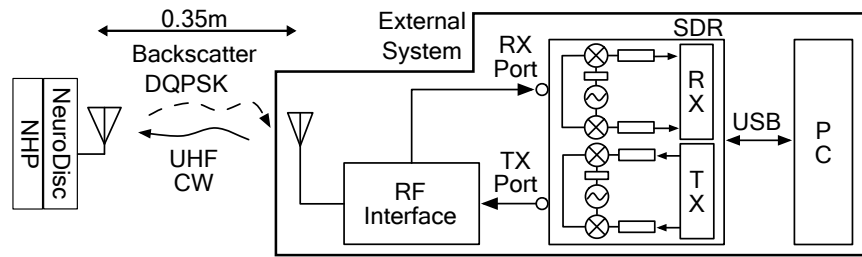 0.35m
Backscatter
DQPSK
UHF
CW
NHP
NeuroDisc
External
System
RF
Interface
RX
Port
TX
Port
SDR
RX
TX
USB
PC